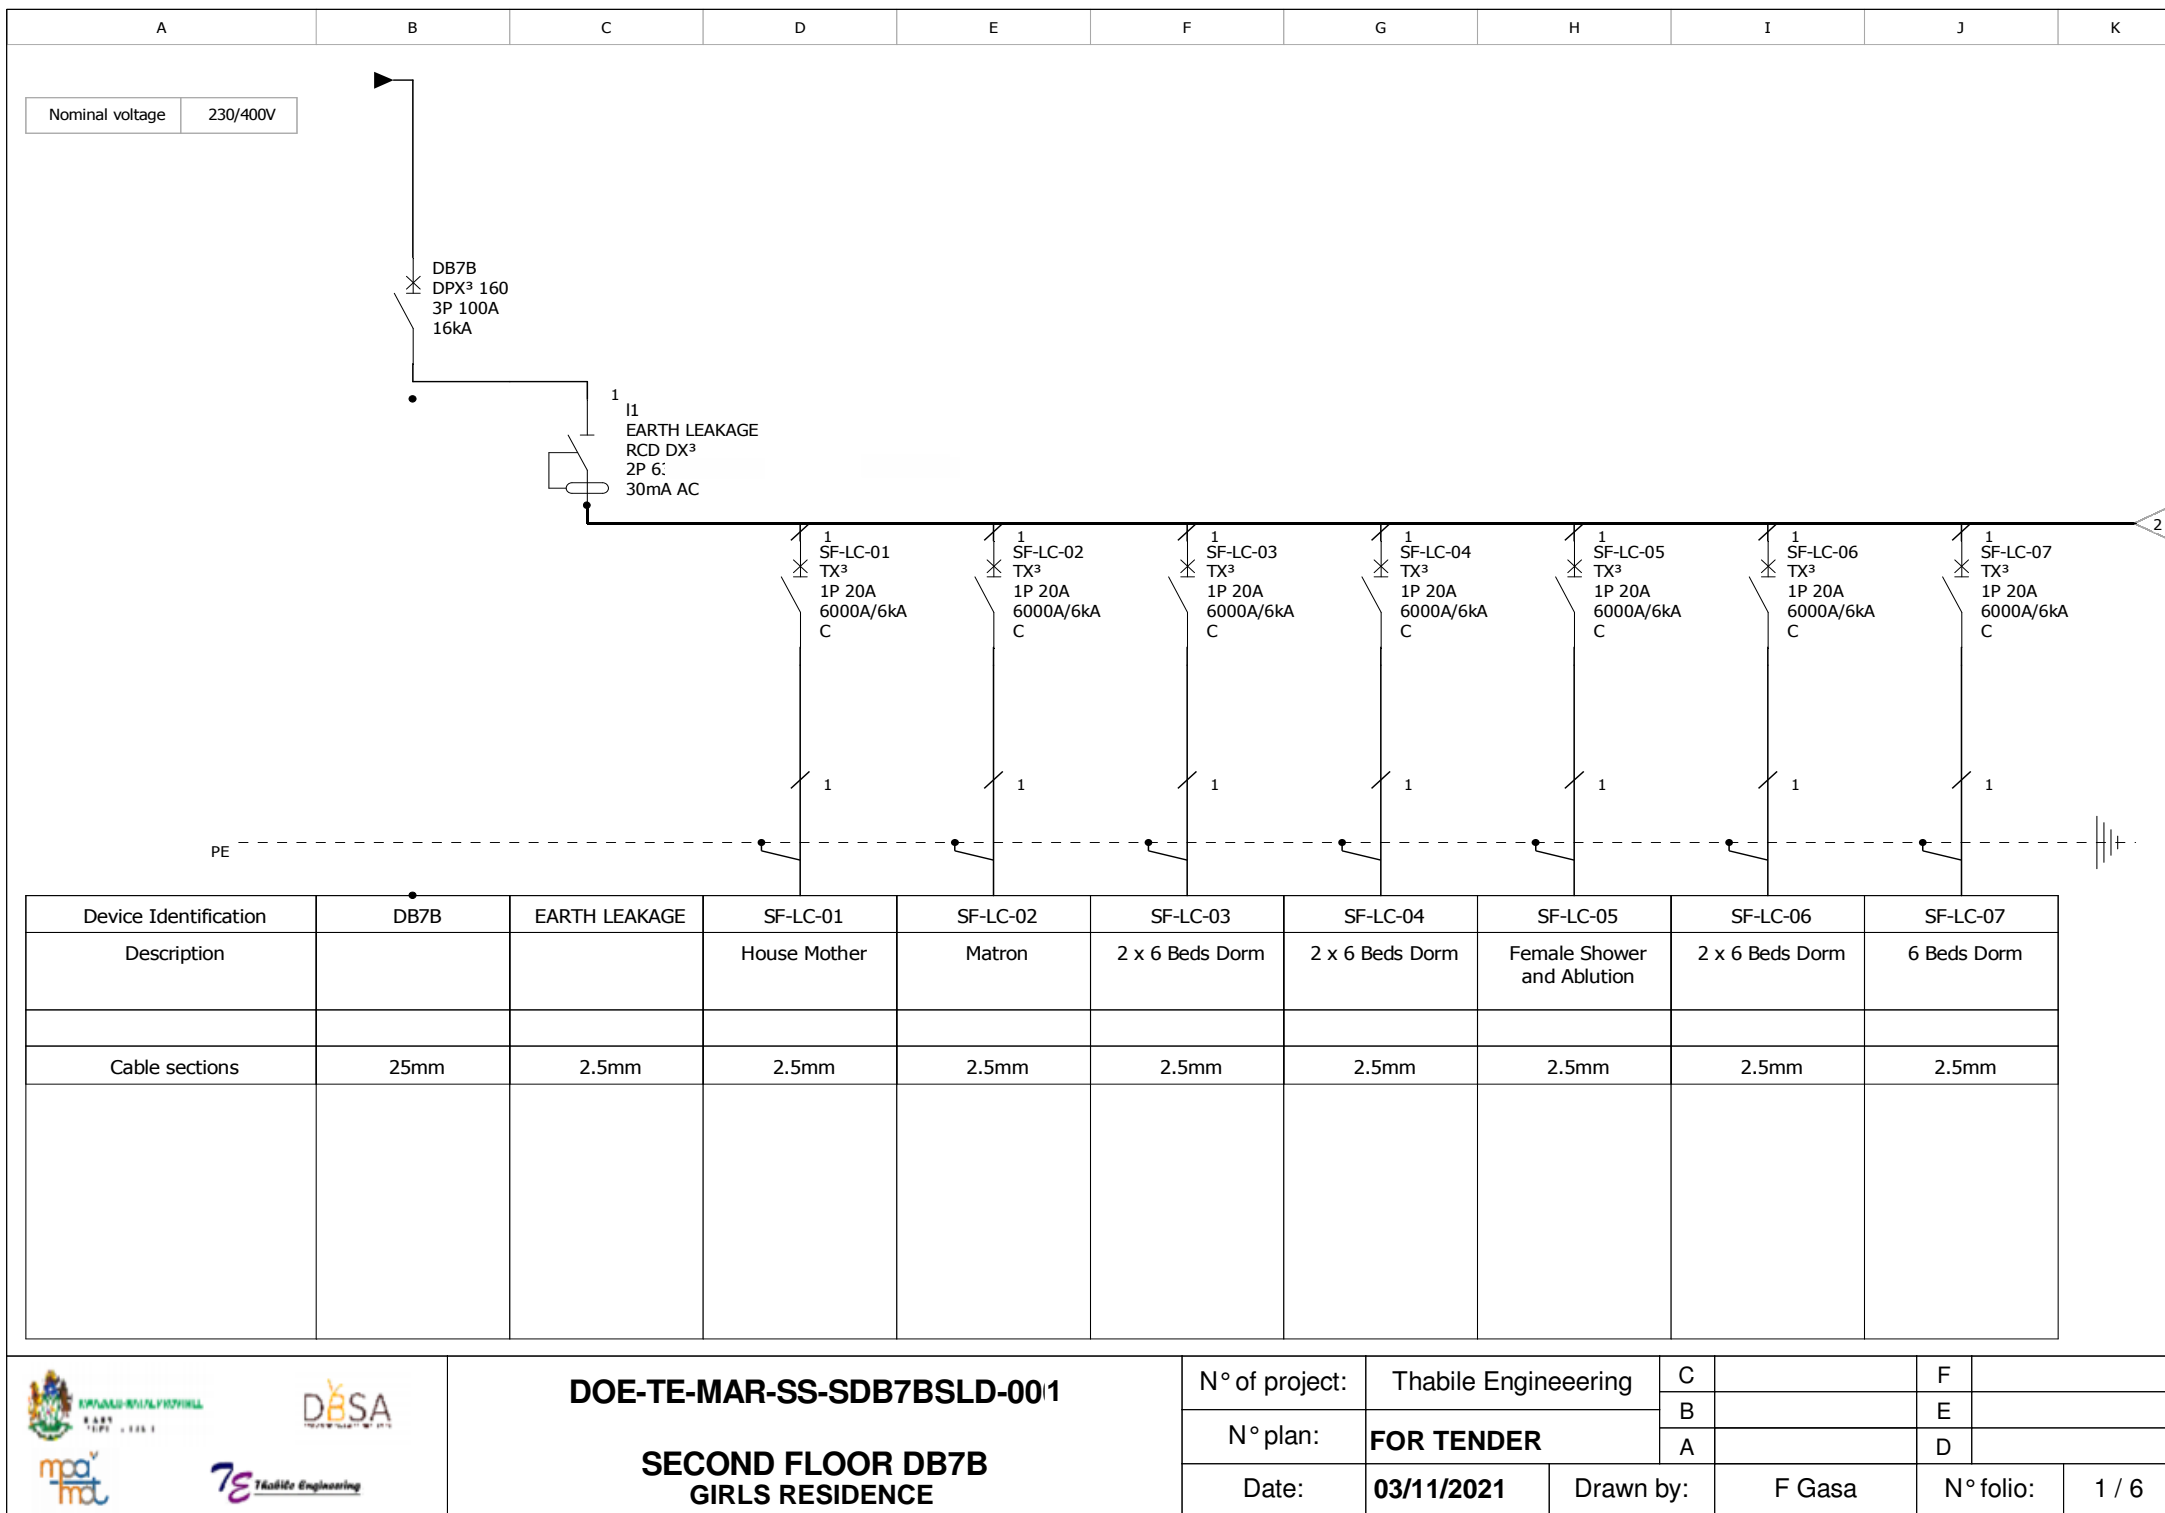 A B C D E F G H I J K
Nominal voltage 230/400V
DB7B
DPX³ 160
3P 100A
16kA
1
I1
EARTH LEAKAGE
RCD DX³
2P
30mA AC
2
1 1 1 1 1 1 1
SF-LC-01 SF-LC-02 SF-LC-03 SF-LC-04 SF-LC-05 SF-LC-06 SF-LC-07
TX³ TX³ TX³ TX³ TX³ TX³ TX³
1P 20A 1P 20A 1P 20A 1P 20A 1P 20A 1P 20A 1P 20A
6000A/6kA 6000A/6kA 6000A/6kA 6000A/6kA 6000A/6kA 6000A/6kA 6000A/6kA
C C C C C C C
1 1 1 1 1 1 1
PE
Device Identification DB7B EARTH LEAKAGE SF-LC-01 SF-LC-02 SF-LC-03 SF-LC-04 SF-LC-05 SF-LC-06 SF-LC-07
Description House Mother Matron 2 x 6 Beds Dorm 2 x 6 Beds Dorm Female Shower 2 x 6 Beds Dorm 6 Beds Dorm
and Ablution
Cable sections 25mm 2.5mm 2.5mm 2.5mm 2.5mm 2.5mm 2.5mm 2.5mm 2.5mm
DBSA
mpa
mot
TE Thabile Engineering
DOE-TE-MAR-SS-SDB7BSLD-001
SECOND FLOOR DB7B
GIRLS RESIDENCE
N° of project: Thabile Engineeering C F
B E
N° plan: FOR TENDER A D
Date: 03/11/2021 Drawn by: F Gasa N° folio: 1 / 6